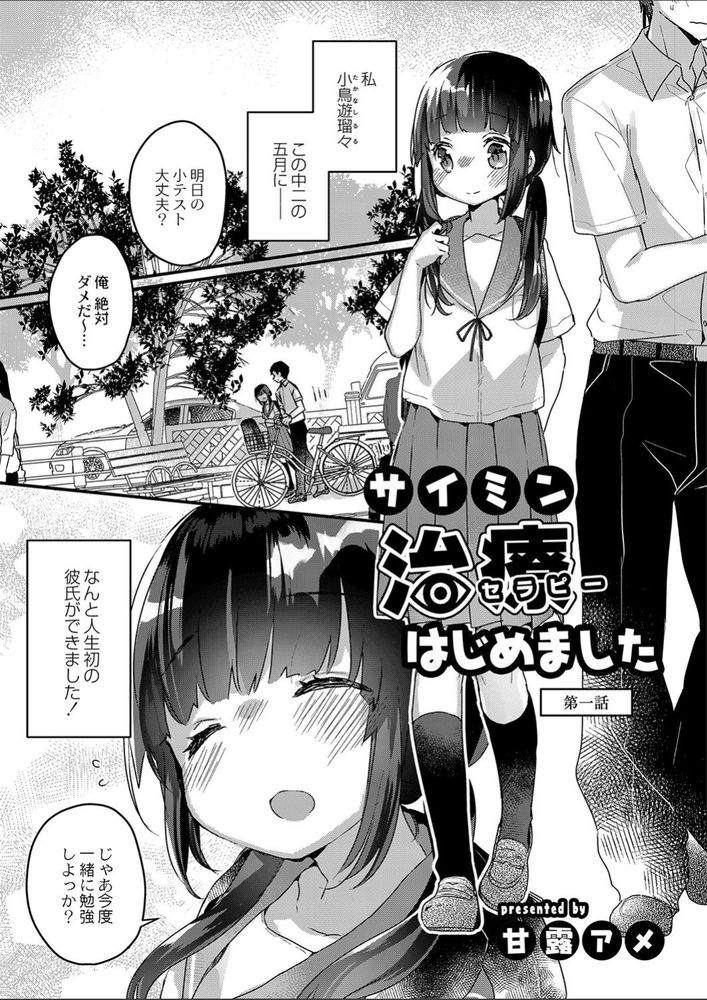 私
小鳥遊瑠々
たかなしるる
この中二の
五月に――
明日の
小テスト
大丈夫？
俺 絶対
ダメだ～…
サイミン
治療
セラピー
はじめました
第一話
なんと人生初の
彼氏ができました！
じゃあ今度
一緒に勉強
しよっか？
presented by
甘露アメ